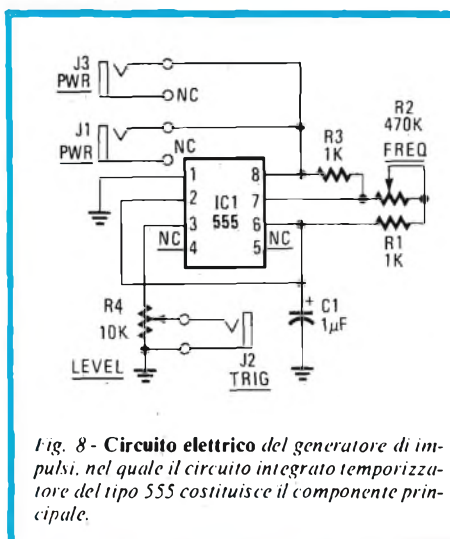 J3
PWR
NC
J1
PWR
NC
R2
470K
FREQ
R3
1K
1
2
3
4
IC1
555
8
7
6
5
NC
NC
R1
1K
R4
10K
LEVEL
J2
TRIG
+
C1
1µF
Fig. 8 - Circuito elettrico del generatore di im-
pulsi, nel quale il circuito integrato temporizza-
tore del tipo 555 costituisce il componente prin-
cipale.